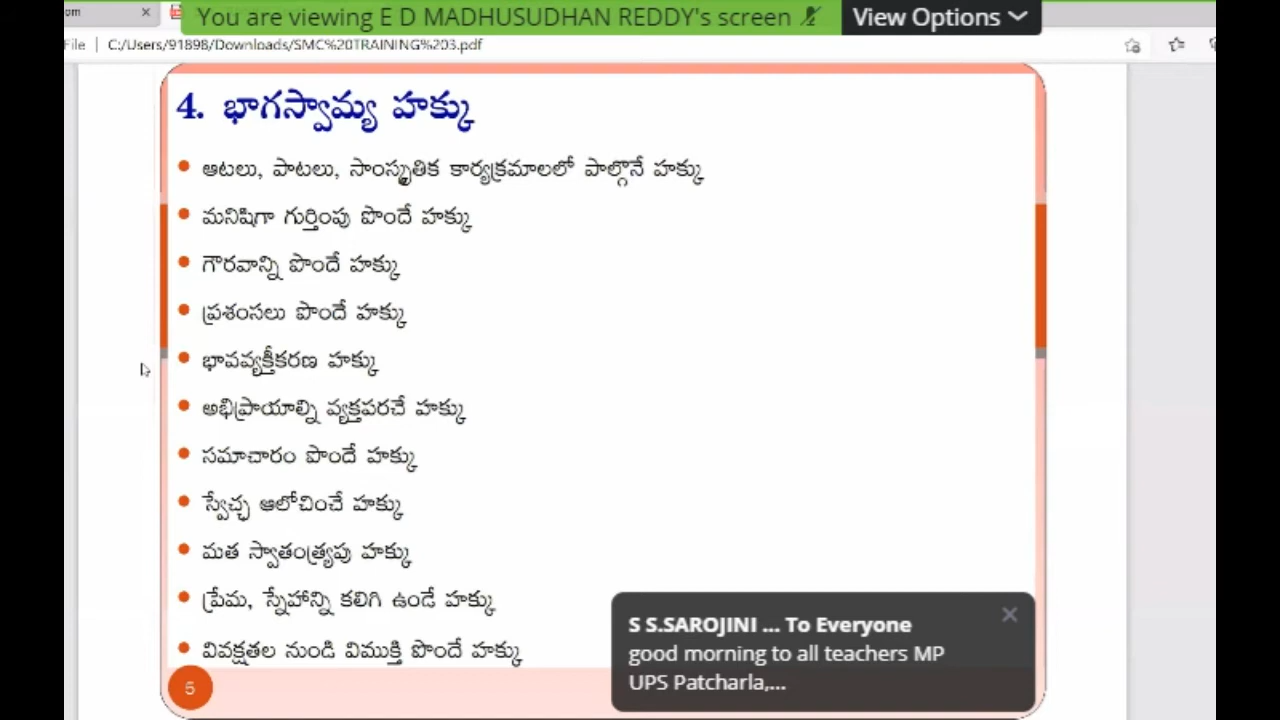 You are viewing E D MADHUSUDHAN REDDY's screen
View Options
om
File | C:/Users/91898/Downloads/SMC%20TRAINING%203.pdf
4. భాగస్వామ్య హక్కు
ఆటలు, పాటలు, సాంస్కృతిక కార్యక్రమాలలో పాల్గొనే హక్కు
మనిషిగా గుర్తింపు పొందే హక్కు
గౌరవాన్ని పొందే హక్కు
ప్రశంసలు పొందే హక్కు
భావవ్యక్తీకరణ హక్కు
అభిప్రాయాల్ని వ్యక్తపరచే హక్కు
సమాచారం పొందే హక్కు
స్వేచ్ఛ ఆలోచించే హక్కు
మత స్వాతంత్ర్యపు హక్కు
ప్రేమ, స్నేహాన్ని కలిగి ఉండే హక్కు
వివక్షతల నుండి విముక్తి పొందే హక్కు
5
S S.SAROJINI ... To Everyone
good morning to all teachers MP
UPS Patcharla,...